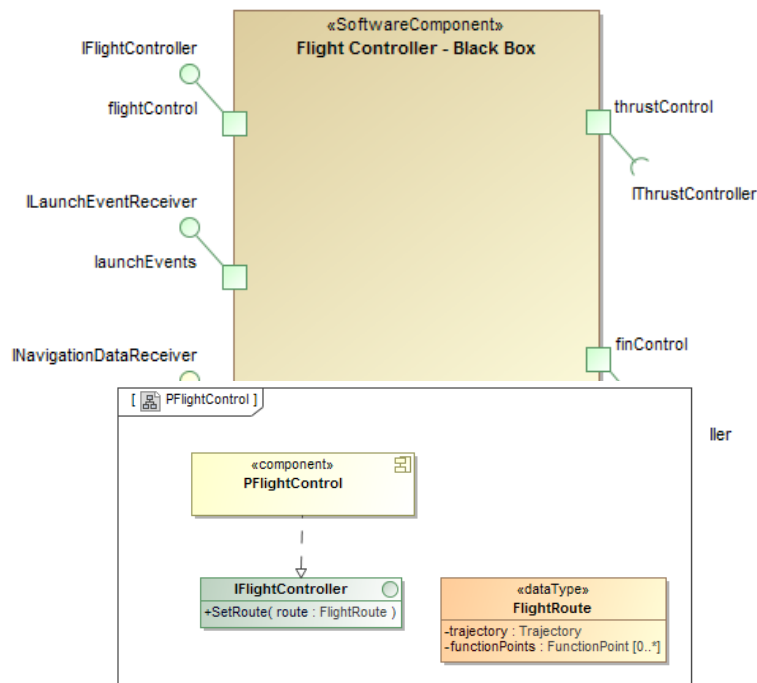 «SoftwareComponent»
Flight Controller - Black Box
IFlightController
flightControl
thrustControl
IThrustController
ILaunchEventReceiver
launchEvents
INavigationDataReceiver
finControl
ller
[ PFlightControl ]
«component»
PFlightControl
IFlightController
+SetRoute( route : FlightRoute )
«dataType»
FlightRoute
-trajectory : Trajectory
-functionPoints : FunctionPoint [0..*]